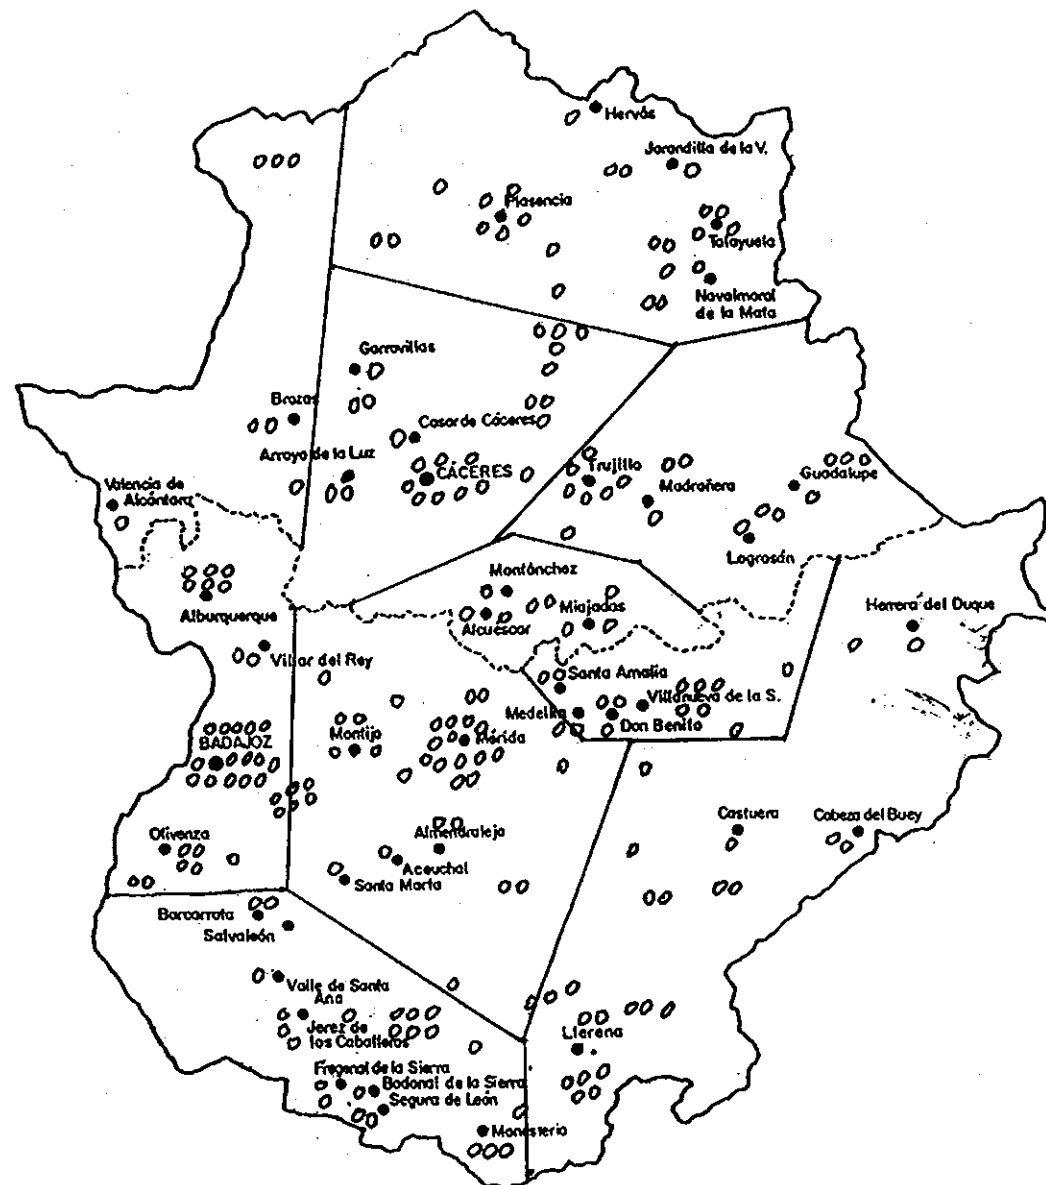 Hervás
Jarandilla de la V.
Plasencia
Talayuela
Navalmoral
de la Mata
Garrovillas
Brozas
Casar de Cáceres
Arroyo de la Luz
CÁCERES
Trujillo
Madroñera
Guadalupe
Valencia de
Alcántara
Logrosán
Montánchez
Alburquerque
Alcuescar
Miajadas
Herrera del Duque
Villar del Rey
Santa Amalia
Villanueva de la S.
Medellín
Don Benito
BADAJOZ
Montijo
Mérida
Castuera
Cabeza del Buey
Olivenza
Almendralejo
Aceuchal
Santa Marta
Barcarrota
Salvaleón
Valle de Santa
Ana
Jerez de
los Caballeros
Llerena
Fregenal de la Sierra
Bodonal de la Sierra
Segura de León
Monesterio